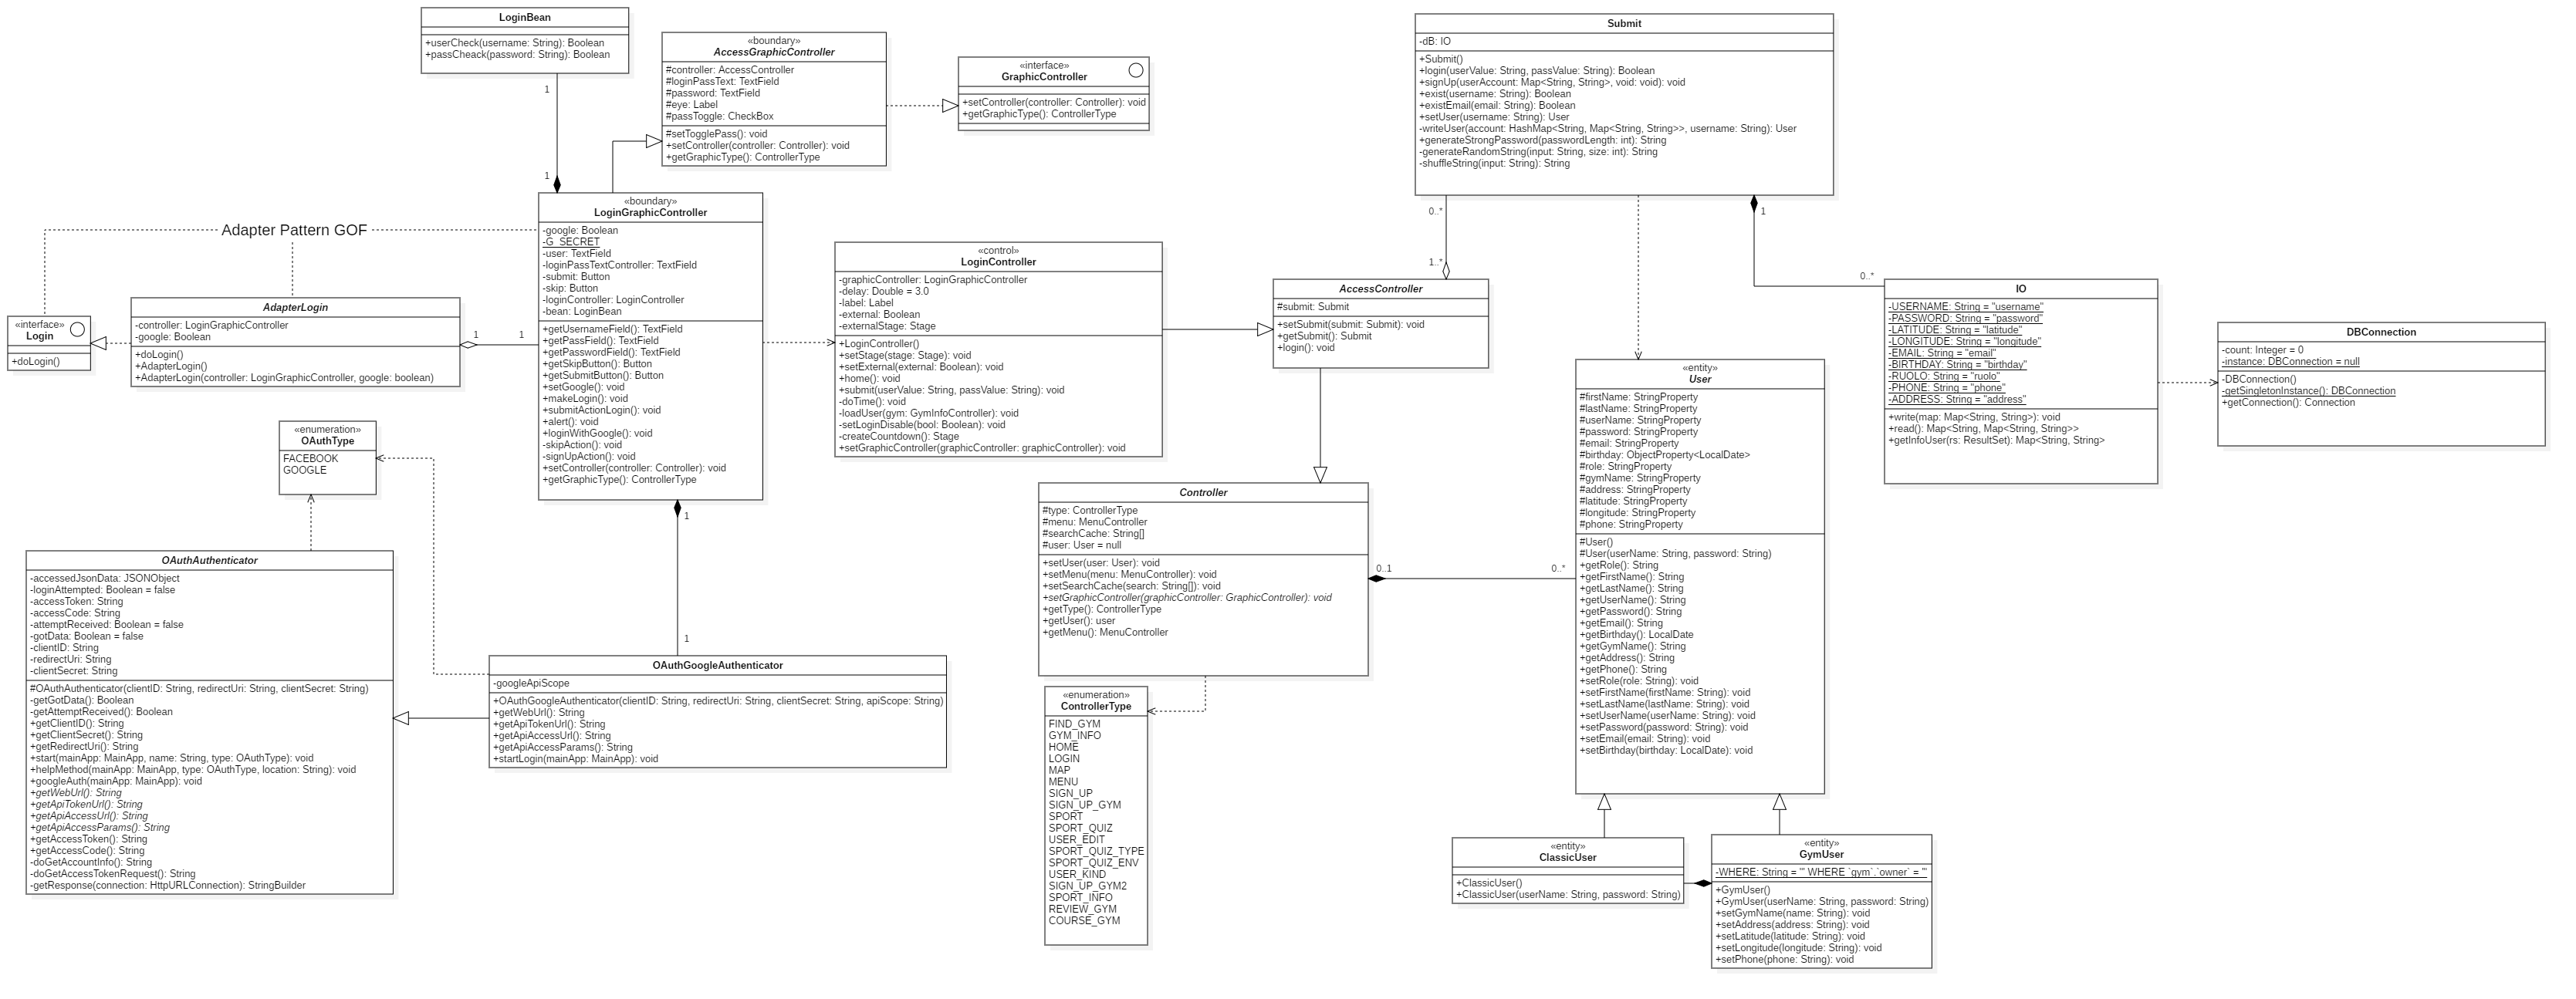 LoginBean
+userCheck(username: String): Boolean
+passCheack(password: String): Boolean
1
1
«boundary»
AccessGraphicController
#controller: AccessController
#loginPassText: TextField
#password: TextField
#eye: Label
#passToggle: CheckBox
#setTogglePass(): void
+setController(controller: Controller): void
+getGraphicType(): ControllerType
«interface»
GraphicController
+setController(controller: Controller): void
+getGraphicType(): ControllerType
Submit
-dB: IO
+Submit()
+login(userValue: String, passValue: String): Boolean
+signUp(userAccount: Map<String, String>, void: void): void
+exist(username: String): Boolean
+existEmail(email: String): Boolean
+setUser(username: String): User
-writeUser(account: HashMap<String, Map<String, String>>, username: String): User
+generateStrongPassword(passwordLength: int): String
-generateRandomString(input: String, size: int): String
-shuffleString(input: String): String
0..*
1..*
1
0..*
Adapter Pattern GOF
«interface»
Login
+doLogin()
AdapterLogin
-controller: LoginGraphicController
-google: Boolean
+doLogin()
+AdapterLogin()
+AdapterLogin(controller: LoginGraphicController, google: boolean)
1
1
«boundary»
LoginGraphicController
-google: Boolean
-G_SECRET
-user: TextField
-loginPassTextController: TextField
-submit: Button
-skip: Button
-loginController: LoginController
-bean: LoginBean
+getUsernameField(): TextField
+getPassField(): TextField
+getPasswordField(): TextField
+getSkipButton(): Button
+getSubmitButton(): Button
+setGoogle(): void
+makeLogin(): void
+submitActionLogin(): void
+alert(): void
+loginWithGoogle(): void
-skipAction(): void
-signUpAction(): void
+setController(controller: Controller): void
+getGraphicType(): ControllerType
1
1
«control»
LoginController
-graphicController: LoginGraphicController
-delay: Double = 3.0
-label: Label
-external: Boolean
-externalStage: Stage
+LoginController()
+setStage(stage: Stage): void
+setExternal(external: Boolean): void
+home(): void
+submit(userValue: String, passValue: String): void
-doTime(): void
-loadUser(gym: GymInfoController): void
-setLoginDisable(bool: Boolean): void
-createCountdown(): Stage
+setGraphicController(graphicController: graphicController): void
AccessController
#submit: Submit
+setSubmit(submit: Submit): void
+getSubmit(): Submit
+login(): void
IO
-USERNAME: String = "username"
-PASSWORD: String = "password"
-LATITUDE: String = "latitude"
-LONGITUDE: String = "longitude"
-EMAIL: String = "email"
-BIRTHDAY: String = "birthday"
-RUOLO: String = "ruolo"
-PHONE: String = "phone"
-ADDRESS: String = "address"
+write(map: Map<String, String>): void
+read(): Map<String, Map<String, String>>
+getInfoUser(rs: ResultSet): Map<String, String>
DBConnection
-count: Integer = 0
-instance: DBConnection = null
-DBConnection()
-getSingletonInstance(): DBConnection
+getConnection(): Connection
«enumeration»
OAuthType
FACEBOOK
GOOGLE
OAuthAuthenticator
-accessedJsonData: JSONObject
-loginAttempted: Boolean = false
-accessToken: String
-accessCode: String
-attemptReceived: Boolean = false
-gotData: Boolean = false
-clientID: String
-redirectUri: String
-clientSecret: String
#OAuthAuthenticator(clientID: String, redirectUri: String, clientSecret: String)
-getGotData(): Boolean
-getAttemptReceived(): Boolean
+getClientID(): String
+getClientSecret(): String
+getRedirectUri(): String
+start(mainApp: MainApp, name: String, type: OAuthType): void
+helpMethod(mainApp: MainApp, type: OAuthType, location: String): void
+googleAuth(mainApp: MainApp): void
+getWebUrl(): String
+getApiTokenUrl(): String
+getApiAccessUrl(): String
+getApiAccessParams(): String
+getAccessToken(): String
+getAccessCode(): String
-doGetAccountInfo(): String
-doGetAccessTokenRequest(): String
-getResponse(connection: HttpURLConnection): StringBuilder
OAuthGoogleAuthenticator
-googleApiScope
+OAuthGoogleAuthenticator(clientID: String, redirectUri: String, clientSecret: String, apiScope: String)
+getWebUrl(): String
+getApiTokenUrl(): String
+getApiAccessUrl(): String
+getApiAccessParams(): String
+startLogin(mainApp: MainApp): void
Controller
#type: ControllerType
#menu: MenuController
#searchCache: String[]
#user: User = null
+setUser(user: User): void
+setMenu(menu: MenuController): void
+setSearchCache(search: String[]): void
+setGraphicController(graphicController: GraphicController): void
+getType(): ControllerType
+getUser(): user
+getMenu(): MenuController
0..1
0..*
«enumeration»
ControllerType
FIND_GYM
GYM_INFO
HOME
LOGIN
MAP
MENU
SIGN_UP
SIGN_UP_GYM
SPORT
SPORT_QUIZ
USER_EDIT
SPORT_QUIZ_TYPE
SPORT_QUIZ_ENV
USER_KIND
SIGN_UP_GYM2
SPORT_INFO
REVIEW_GYM
COURSE_GYM
«entity»
User
#firstName: StringProperty
#lastName: StringProperty
#userName: StringProperty
#password: StringProperty
#email: StringProperty
#birthday: ObjectProperty<LocalDate>
#role: StringProperty
#gymName: StringProperty
#address: StringProperty
#latitude: StringProperty
#longitude: StringProperty
#phone: StringProperty
#User()
#User(userName: String, password: String)
+getRole(): String
+getFirstName(): String
+getLastName(): String
+getUserName(): String
+getPassword(): String
+getEmail(): String
+getBirthday(): LocalDate
+getGymName(): String
+getAddress(): String
+getPhone(): String
+setRole(role: String): void
+setFirstName(firstName: String): void
+setLastName(lastName: String): void
+setUserName(userName: String): void
+setPassword(password: String): void
+setEmail(email: String): void
+setBirthday(birthday: LocalDate): void
«entity»
ClassicUser
+ClassicUser()
+ClassicUser(userName: String, password: String)
«entity»
GymUser
-WHERE: String = "' WHERE `gym`.`owner` = '"
+GymUser()
+GymUser(userName: String, password: String)
+setGymName(name: String): void
+setAddress(address: String): void
+setLatitude(latitude: String): void
+setLongitude(longitude: String): void
+setPhone(phone: String): void